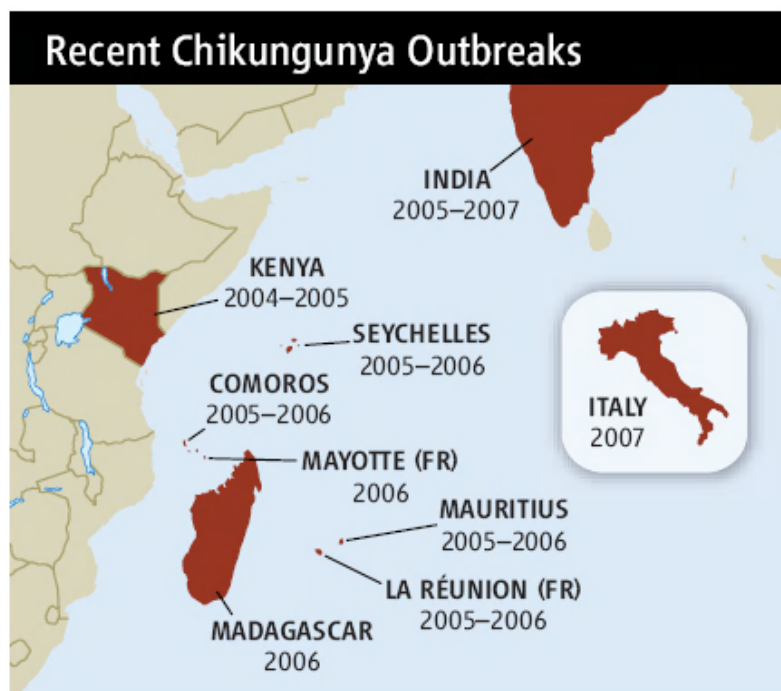 Recent Chikungunya Outbreaks
INDIA
2005–2007
KENYA
2004–2005
SEYCHELLES
2005–2006
COMOROS
2005–2006
ITALY
2007
MAYOTTE (FR)
2006
MAURITIUS
2005–2006
LA RÉUNION (FR)
2005–2006
MADAGASCAR
2006